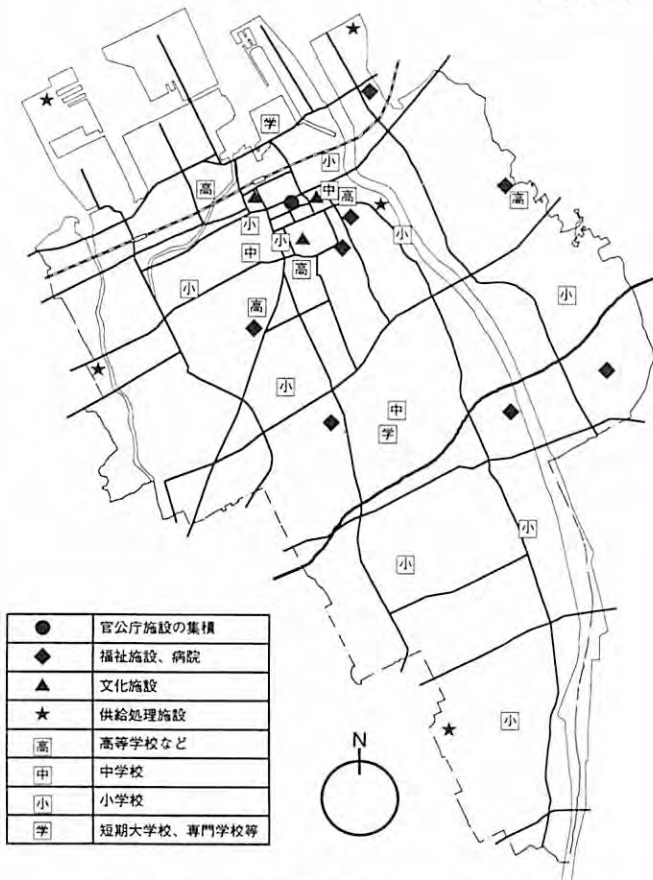 学
小
高
中
高
高
小
小
小
中
高
小
小
高
小
中
学
小
小
小
官公庁施設の集積
福祉施設、病院
文化施設
供給処理施設
高 高等学校など
中 中学校
小 小学校
学 短期大学校、専門学校等
N